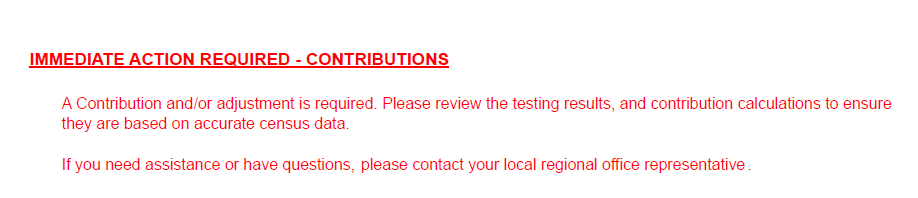 IMMEDIATE ACTION REQUIRED - CONTRIBUTIONS
A Contribution and/or adjustment is required. Please review the testing results, and contribution calculations to ensure
they are based on accurate census data.
If you need assistance or have questions, please contact your local regional office representative.